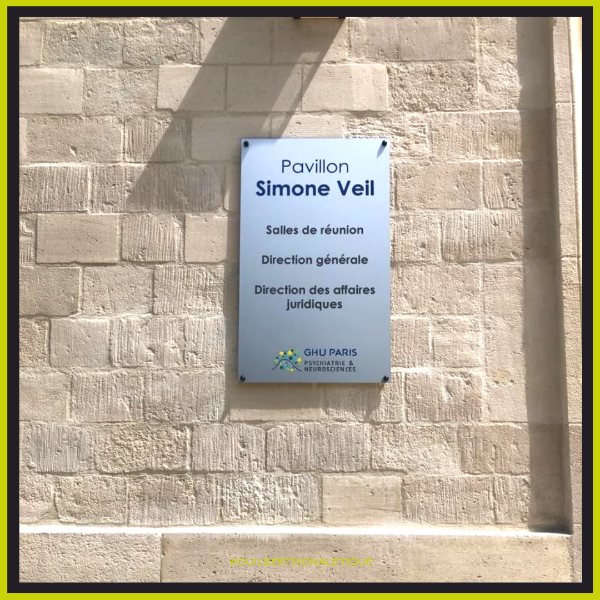 Pavillon
Simone Veil
Salles de réunion
Direction générale
Direction des affaires
juridiques
GHU PARIS
PSYCHIATRIE &
NEUROSCIENCES